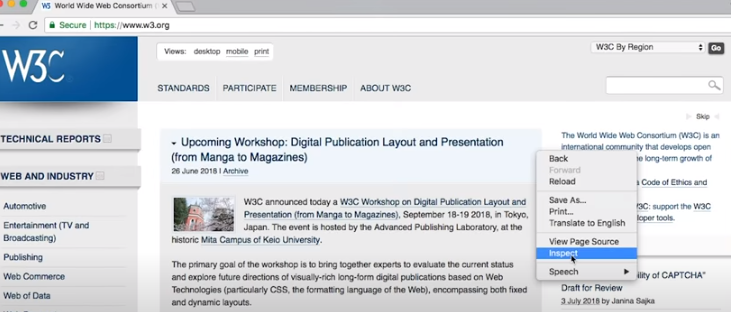 World Wide Web Consortium (
Secure | https://www.w3.org
W3C
Views: desktop mobile print
W3C By Region
Go
STANDARDS PARTICIPATE MEMBERSHIP ABOUT W3C
Skip
TECHNICAL REPORTS
WEB AND INDUSTRY
Automotive
Entertainment (TV and
Broadcasting)
Publishing
Web Commerce
Web of Data
Upcoming Workshop: Digital Publication Layout and Presentation
(from Manga to Magazines)
26 June 2018 | Archive
W3C announced today a W3C Workshop on Digital Publication Layout and
Presentation (from Manga to Magazines), September 18-19 2018, in Tokyo,
Japan. The event is hosted by the Advanced Publishing Laboratory, at the
historic Mita Campus of Keio University.
The primary goal of the workshop is to bring together experts to evaluate the current status
and explore future directions of visually-rich long-form digital publications based on Web
Technologies (particularly CSS, the formatting language of the Web), encompassing both fixed
and dynamic layouts.
The World Wide Web Consortium (W3C) is an
international community that develops open
the long-term growth of
a Code of Ethics and
W3C: support the W3C
loper tools.
Back
Forward
Reload
Save As...
Print...
Translate to English
View Page Source
Inspect
Speech
bility of CAPTCHA"
Draft for Review
3 July 2018 | by Janina Sajka